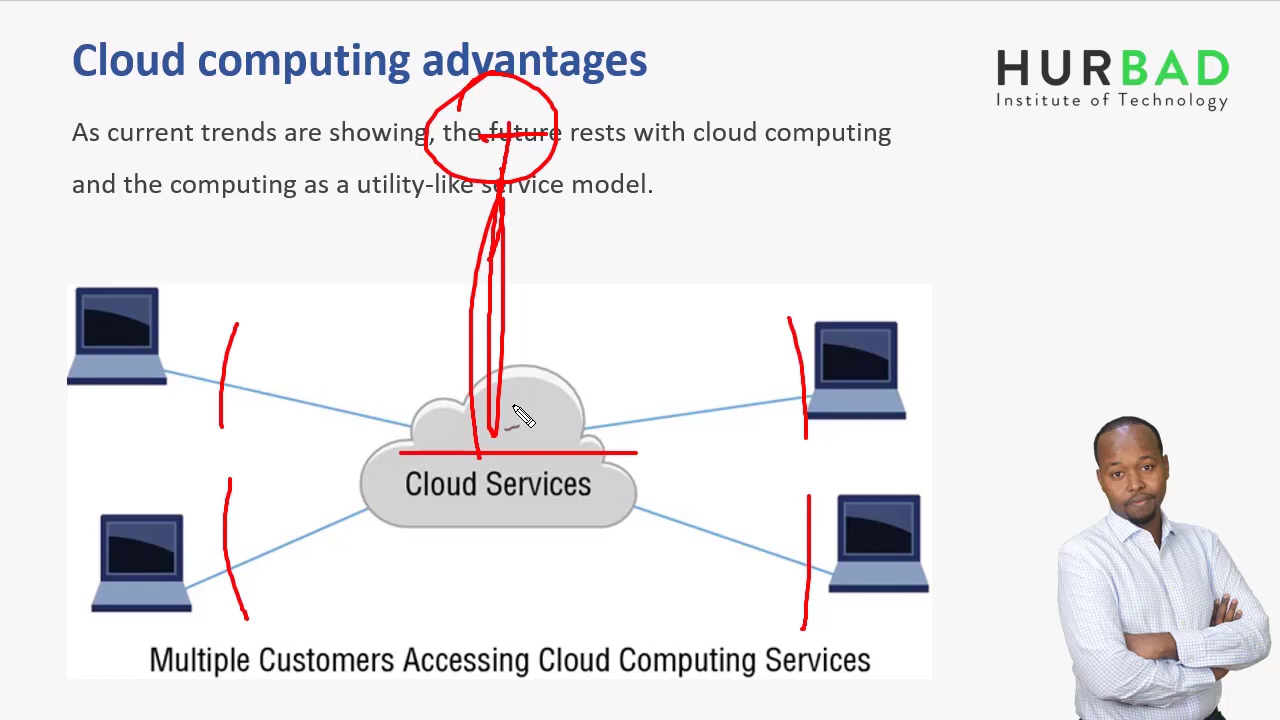 Cloud computing advantages
HURBAD
Institute of Technology
As current trends are showing, the future rests with cloud computing
and the computing as a utility-like service model.
Cloud Services
Multiple Customers Accessing Cloud Computing Services